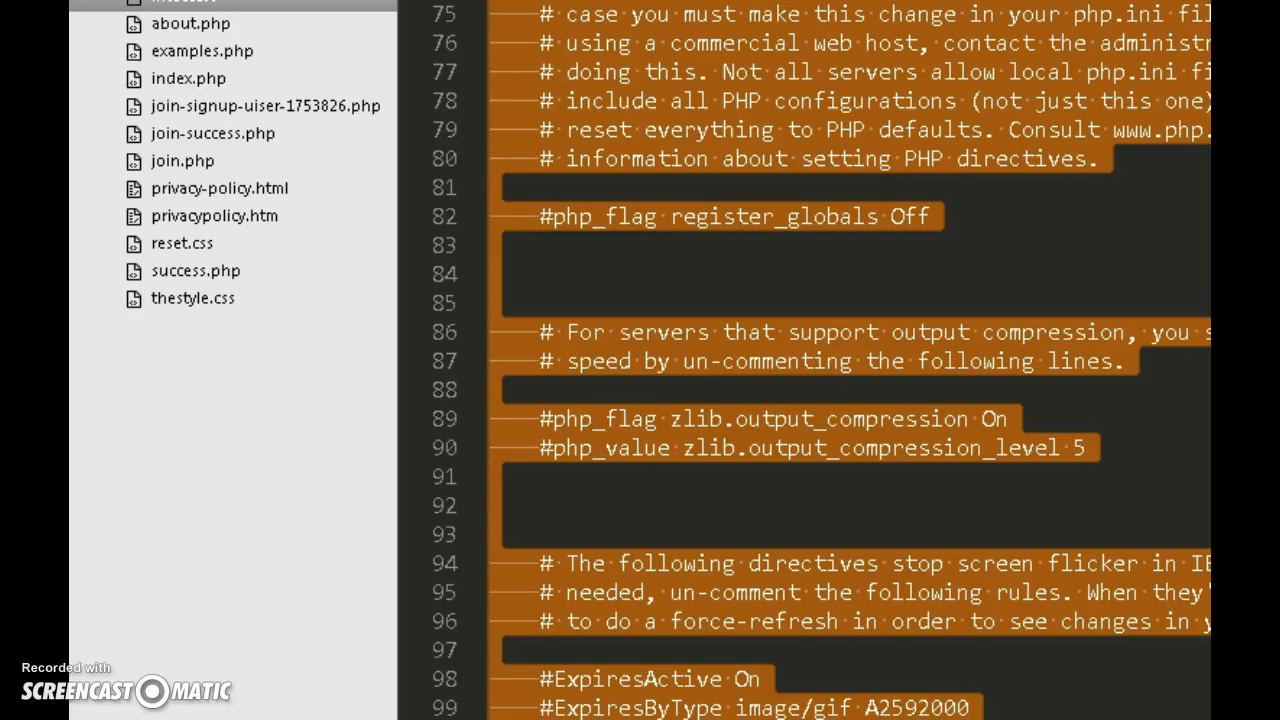 about.php
examples.php
index.php
join-signup-uiser-1753826.php
join-success.php
join.php
privacy-policy.html
privacypolicy.htm
reset.css
success.php
thestyle.css
75 # case you must make this change in your php.ini fil
76 # using a commercial web host, contact the administr
77 # doing this. Not all servers allow local php.ini fi
78 # include all PHP configurations (not just this one)
79 # reset everything to PHP defaults. Consult www.php.
80 # information about setting PHP directives.
81
82 #php_flag register_globals Off
83
84
85
86 # For servers that support output compression, you s
87 # speed by un-commenting the following lines.
88
89 #php_flag zlib.output_compression On
90 #php_value zlib.output_compression_level 5
91
92
93
94 # The following directives stop screen flicker in IE
95 # needed, un-comment the following rules. When they'
96 # to do a force-refresh in order to see changes in y
97
98 #ExpiresActive On
99 #ExpiresByType image/gif A2592000
Recorded with
SCREENCAST MATIC